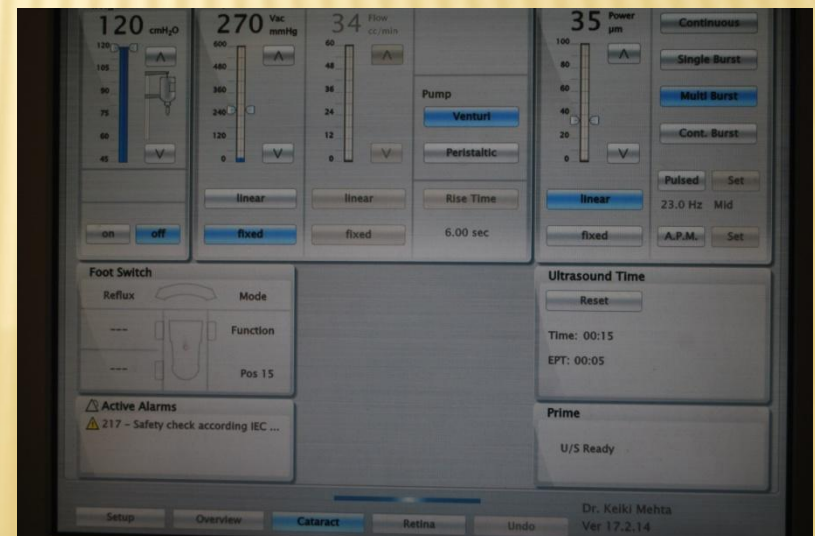 120 cmH₂O
120
105
90
75
60
45
on off
270 Vac mmHg
600
480
360
240
120
0
linear
fixed
34 Flow cc/min
60
48
36
24
12
0
linear
fixed
Pump
Venturi
Peristaltic
Rise Time
6.00 sec
35 Power µm
100
80
60
40
20
0
linear
fixed
Continuous
Single Burst
Multi Burst
Cont. Burst
Pulsed Set
23.0 Hz Mid
A.P.M. Set
Foot Switch
Reflux Mode
--- Function
--- Pos 15
Active Alarms
217 - Safety check according IEC ...
Ultrasound Time
Reset
Time: 00:15
EPT: 00:05
Prime
U/S Ready
Setup Overview Cataract Retina Undo
Dr. Keiki Mehta
Ver 17.2.14